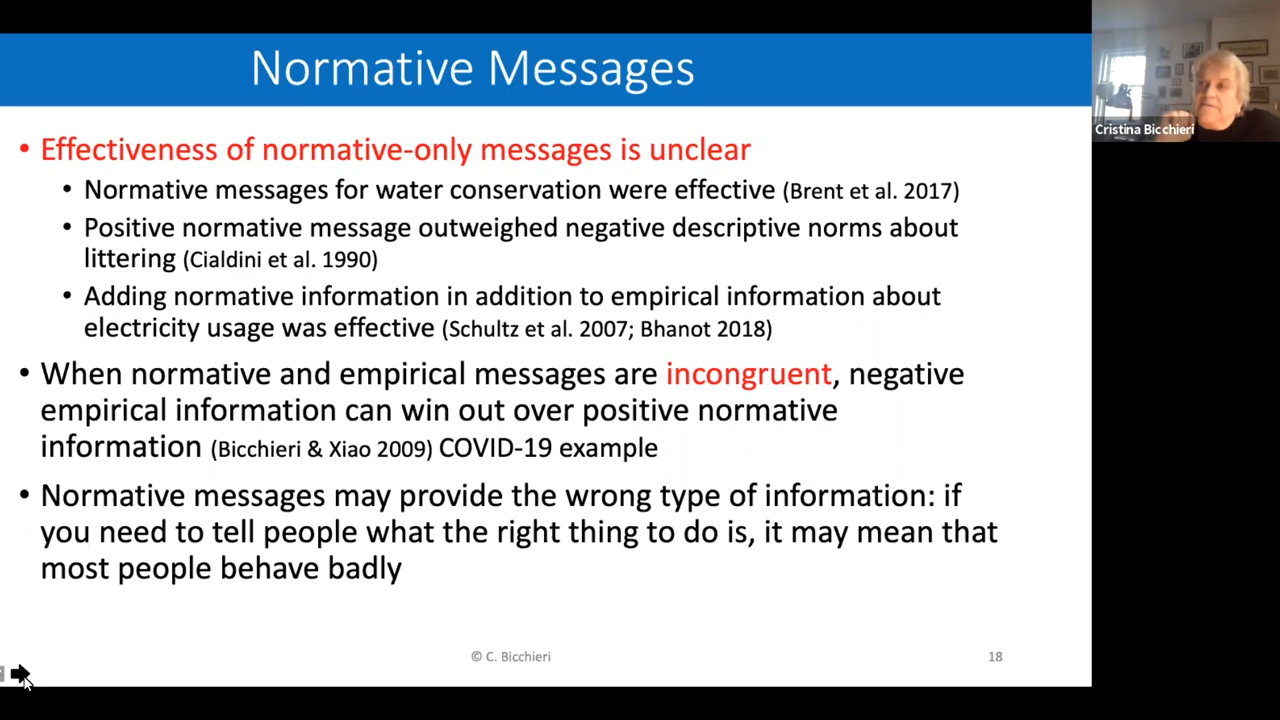 Normative Messages
Cristina Bicchieri
• Effectiveness of normative-only messages is unclear
• Normative messages for water conservation were effective (Brent et al. 2017)
• Positive normative message outweighed negative descriptive norms about
littering (Cialdini et al. 1990)
• Adding normative information in addition to empirical information about
electricity usage was effective (Schultz et al. 2007; Bhanot 2018)
• When normative and empirical messages are incongruent, negative
empirical information can win out over positive normative
information (Bicchieri & Xiao 2009) COVID-19 example
• Normative messages may provide the wrong type of information: if
you need to tell people what the right thing to do is, it may mean that
most people behave badly
© C. Bicchieri
18